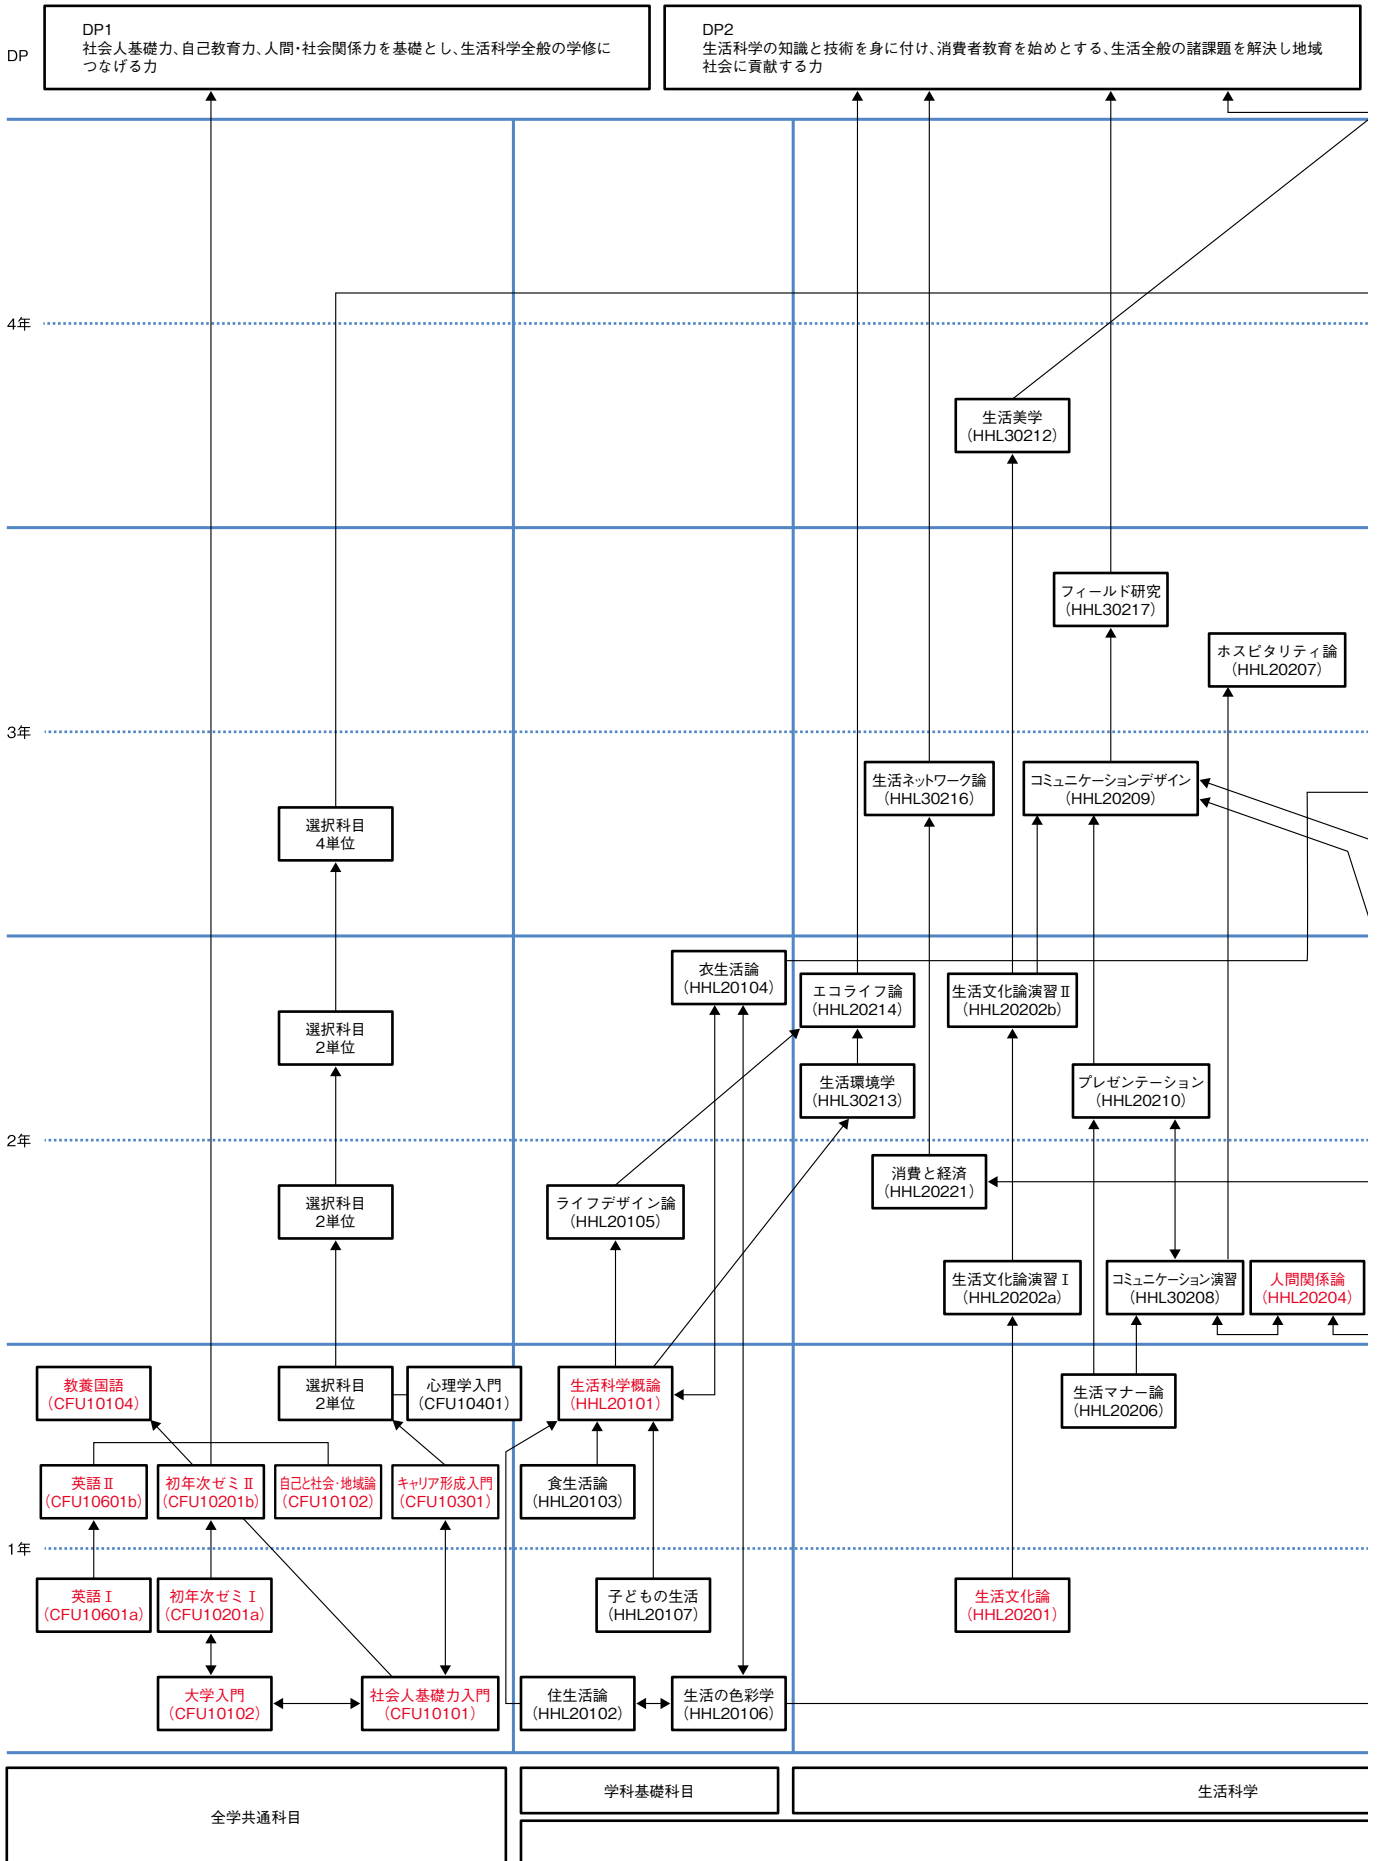 DP
DP1
社会人基礎力、自己教育力、人間・社会関係力を基礎とし、生活科学全般の学修に
つなげる力
DP2
生活科学の知識と技術を身に付け、消費者教育を始めとする、生活全般の諸課題を解決し地域
社会に貢献する力
4年
生活美学
(HHL30212)
フィールド研究
(HHL30217)
ホスピタリティ論
(HHL20207)
3年
生活ネットワーク論
(HHL30216)
コミュニケーションデザイン
(HHL20209)
選択科目
4単位
衣生活論
(HHL20104)
エコライフ論
(HHL20214)
生活文化論演習Ⅱ
(HHL20202b)
選択科目
2単位
生活環境学
(HHL30213)
プレゼンテーション
(HHL20210)
2年
消費と経済
(HHL20221)
選択科目
2単位
ライフデザイン論
(HHL20105)
生活文化論演習Ⅰ
(HHL20202a)
コミュニケーション演習
(HHL30208)
人間関係論
(HHL20204)
教養国語
(CFU10104)
選択科目
2単位
心理学入門
(CFU10401)
生活科学概論
(HHL20101)
生活マナー論
(HHL20206)
英語Ⅱ
(CFU10601b)
初年次ゼミⅡ
(CFU10201b)
自己と社会・地域論
(CFU10102)
キャリア形成入門
(CFU10301)
食生活論
(HHL20103)
1年
英語Ⅰ
(CFU10601a)
初年次ゼミⅠ
(CFU10201a)
子どもの生活
(HHL20107)
生活文化論
(HHL20201)
大学入門
(CFU10102)
社会人基礎力入門
(CFU10101)
住生活論
(HHL20102)
生活の色彩学
(HHL20106)
全学共通科目
学科基礎科目
生活科学